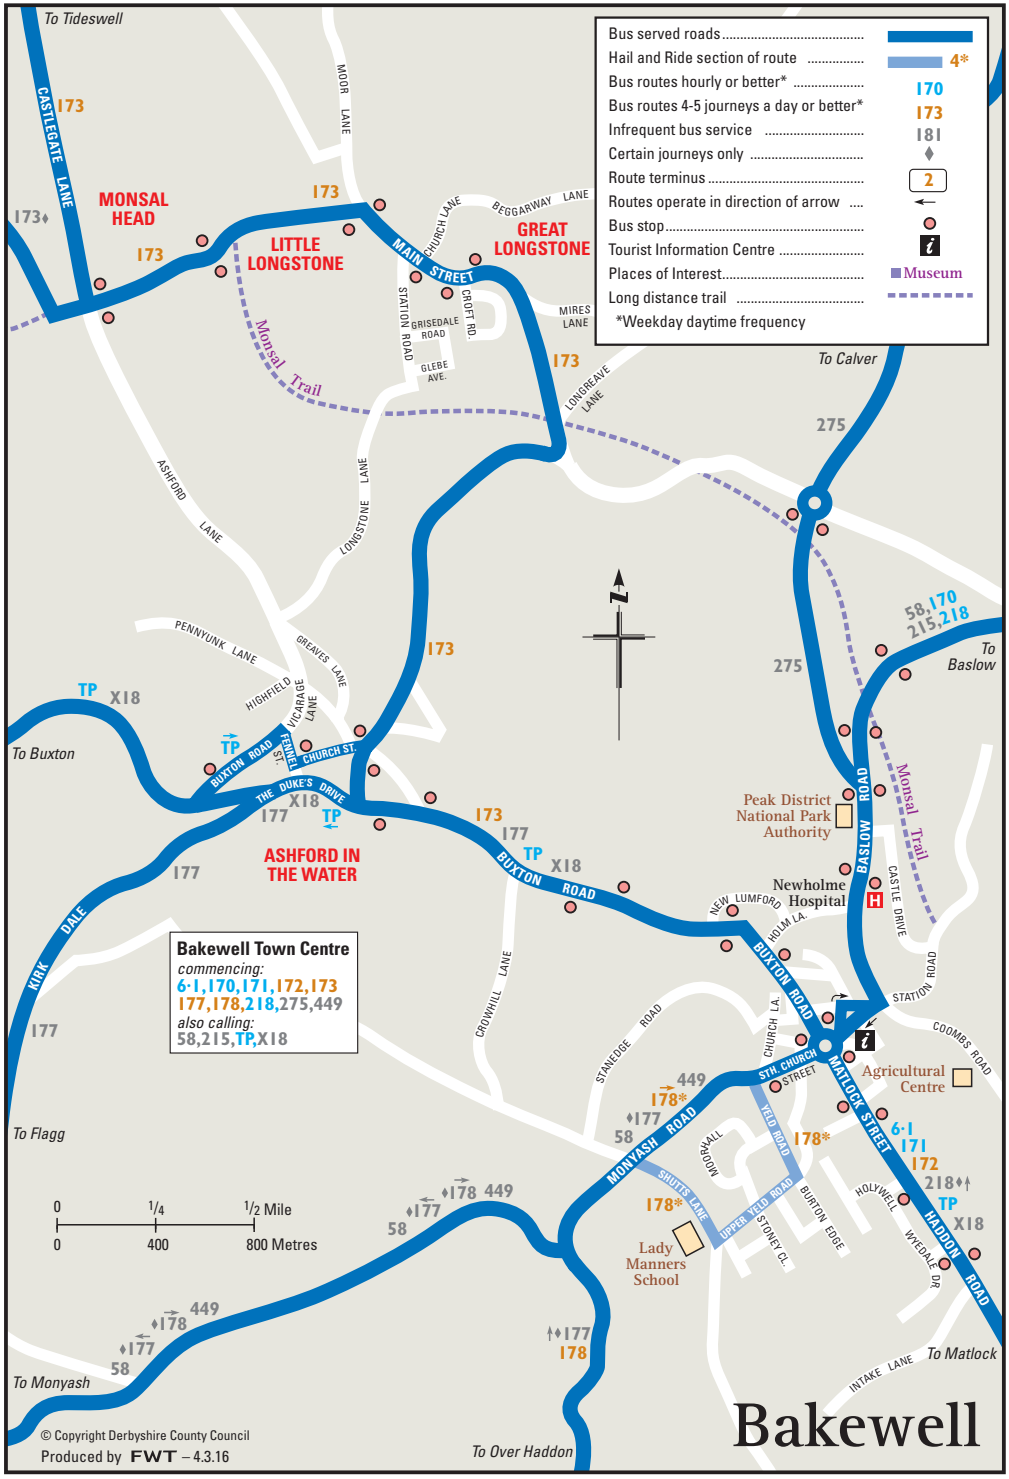 To Tideswell
CASTLEGATE LANE
173
MOOR LANE
Bus served roads
Hail and Ride section of route
4*
Bus routes hourly or better*
170
Bus routes 4-5 journeys a day or better*
173
Infrequent bus service
181
Certain journeys only
♦
Route terminus
2
Routes operate in direction of arrow
←
Bus stop
Tourist Information Centre
i
Places of Interest
Museum
Long distance trail
*Weekday daytime frequency
173♦
MONSAL
HEAD
173
173
LITTLE
LONGSTONE
CHURCH LANE
BEGGARWAY LANE
GREAT
LONGSTONE
MAIN STREET
STATION ROAD
CROFT RD.
GRISEDALE
ROAD
GLEBE
AVE.
MIRES
LANE
173
LONGREAVE
LANE
Monsal Trail
To Calver
275
ASHFORD LANE
LONGSTONE LANE
N
58,170
215,218
To
Baslow
275
173
PENNYUNK LANE
GREAVES LANE
HIGHFIELD
VICARAGE
LANE
TP X18
To Buxton
→
TP
BUXTON ROAD
FENNEL
ST.
CHURCH ST.
THE DUKE'S DRIVE
X18
177
TP
←
ASHFORD IN
THE WATER
173
177
TP
X18
BUXTON ROAD
177
KIRK DALE
177
To Flagg
Peak District
National Park
Authority
BASLOW ROAD
Monsal Trail
Newholme
Hospital
H
CASTLE DRIVE
NEW LUMFORD
HOLM LA.
BUXTON ROAD
STATION ROAD
Bakewell Town Centre
commencing:
6·1,170,171,172,173
177,178,218,275,449
also calling:
58,215,TP,X18
CROWHILL LANE
STANEDGE ROAD
CHURCH LA.
i
COOMBS ROAD
Agricultural
Centre
STH. CHURCH
STREET
MATLOCK STREET
449
→
178*
♦177
58
MONYASH ROAD
YELD ROAD
178*
MOORHALL
SHUTTS LANE
178*
UPPER YELD ROAD
Lady
Manners
School
STONEY CL.
BURTON EDGE
6·1
171
172
218♦↑
TP
X18
HOLYWELL
WYEDALE DR
HADDON ROAD
0 1/4 1/2 Mile
0 400 800 Metres
→
♦178 449
←
♦177
58
→
♦178 449
←
♦177
58
To Monyash
↑♦177
178
To Over Haddon
INTAKE LANE
To Matlock
Bakewell
© Copyright Derbyshire County Council
Produced by FWT – 4.3.16